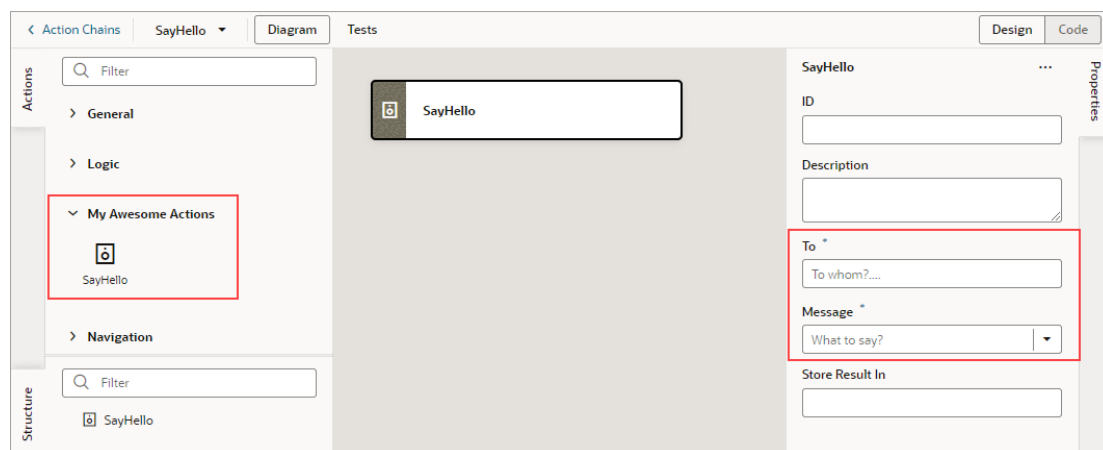 Action Chains
SayHello
Diagram
Tests
Design
Code
Actions
Filter
General
Logic
My Awesome Actions
SayHello
Navigation
Structure
Filter
SayHello
SayHello
SayHello
...
Properties
ID
Description
To *
To whom?....
Message *
What to say?
Store Result In